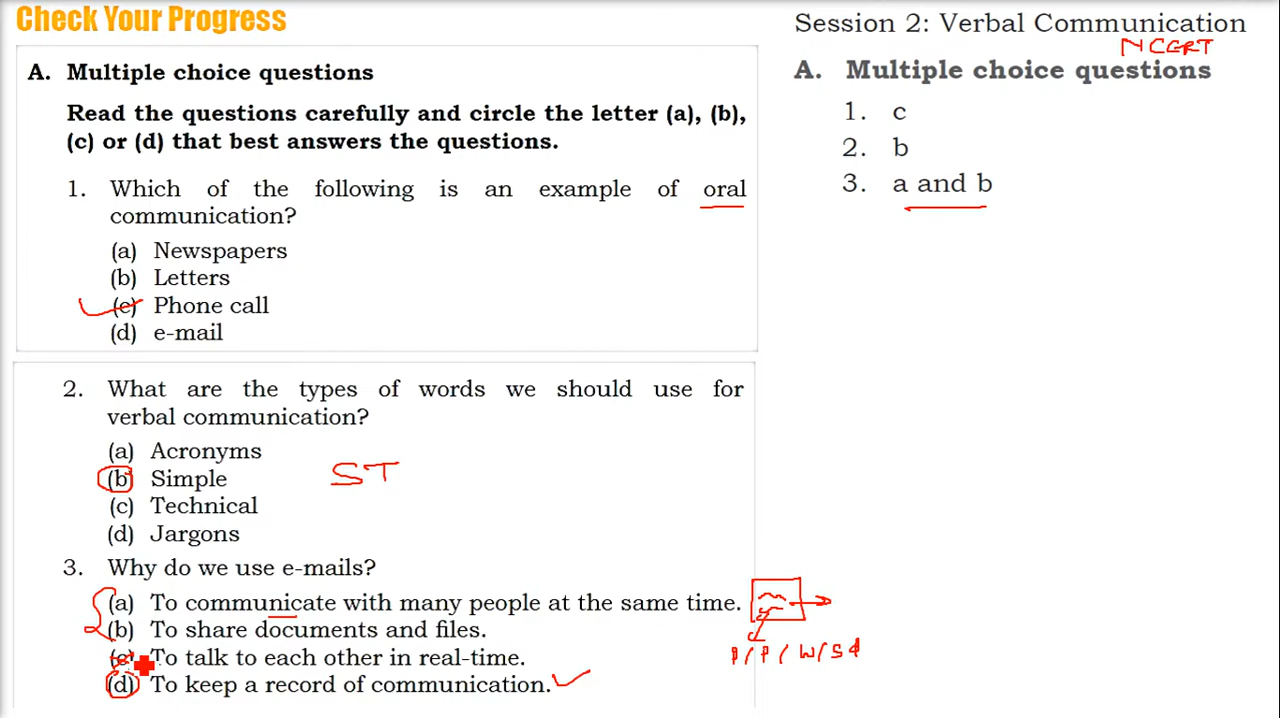 Check Your Progress
A. Multiple choice questions
Read the questions carefully and circle the letter (a), (b),
(c) or (d) that best answers the questions.
1. Which of the following is an example of oral
communication?
(a) Newspapers
(b) Letters
(c) Phone call
(d) e-mail
2. What are the types of words we should use for
verbal communication?
(a) Acronyms
(b) Simple
ST
(c) Technical
(d) Jargons
3. Why do we use e-mails?
(a) To communicate with many people at the same time.
(b) To share documents and files.
(c) To talk to each other in real-time.
(d) To keep a record of communication.
Session 2: Verbal Communication
NCERT
A. Multiple choice questions
1. c
2. b
3. a and b